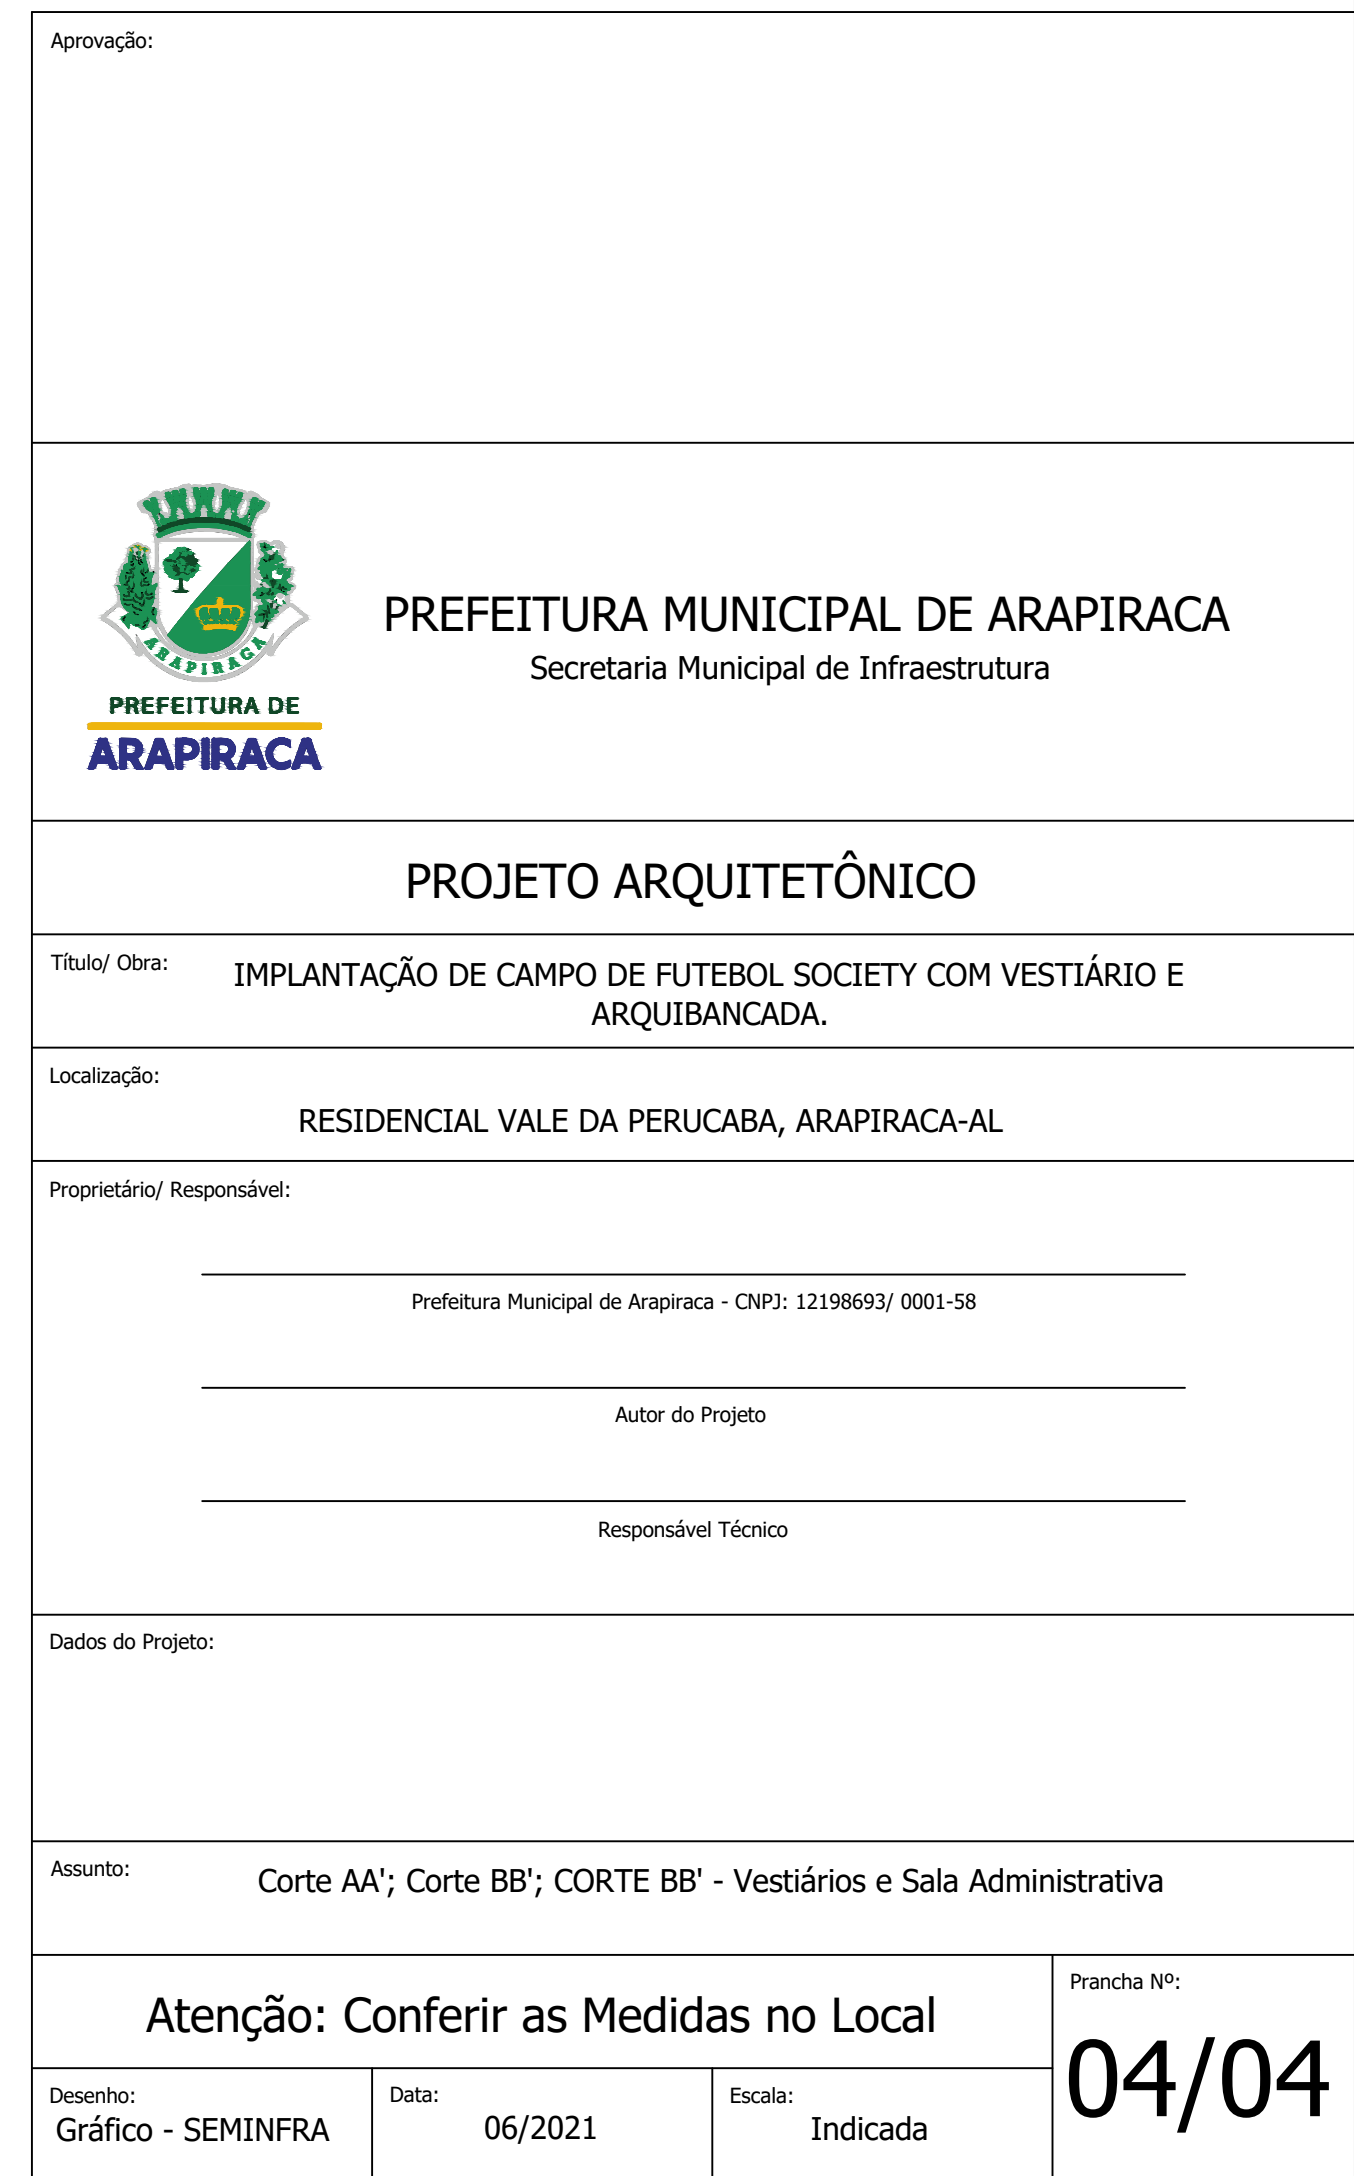 Aprovação:
ARAPIRACA
PREFEITURA DE
ARAPIRACA
PREFEITURA MUNICIPAL DE ARAPIRACA
Secretaria Municipal de Infraestrutura
PROJETO ARQUITETÔNICO
Título/ Obra:
IMPLANTAÇÃO DE CAMPO DE FUTEBOL SOCIETY COM VESTIÁRIO E
ARQUIBANCADA.
Localização:
RESIDENCIAL VALE DA PERUCABA, ARAPIRACA-AL
Proprietário/ Responsável:
Prefeitura Municipal de Arapiraca - CNPJ: 12198693/ 0001-58
Autor do Projeto
Responsável Técnico
Dados do Projeto:
Assunto:
Corte AA'; Corte BB'; CORTE BB' - Vestiários e Sala Administrativa
Atenção: Conferir as Medidas no Local
Prancha Nº:
04/04
Desenho:
Gráfico - SEMINFRA
Data:
06/2021
Escala:
Indicada